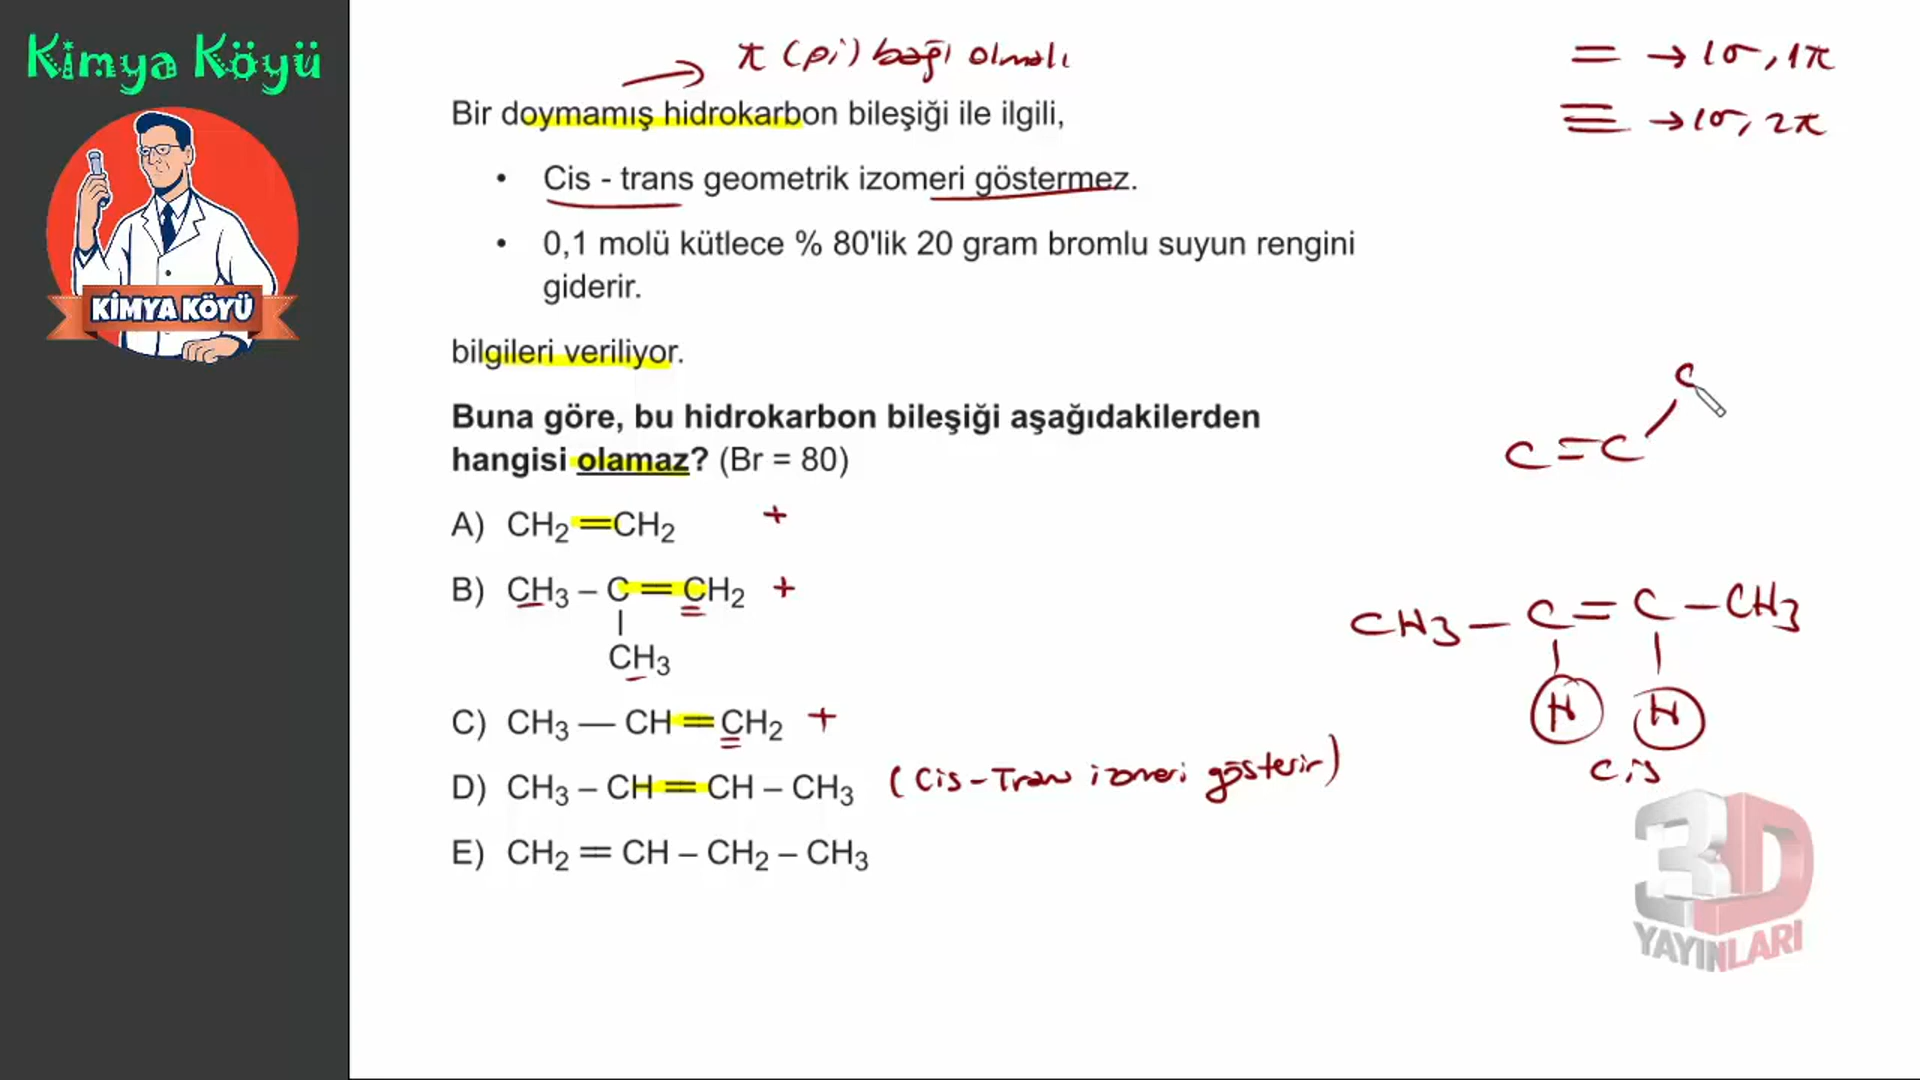 Kimya Köyü
KİMYA KÖYÜ
π (pi) bağı olmalı
= → 1σ, 1π
≡ → 1σ, 2π
Bir doymamış hidrokarbon bileşiği ile ilgili,
• Cis - trans geometrik izomeri göstermez.
• 0,1 molü kütlece % 80'lik 20 gram bromlu suyun rengini
giderir.
bilgileri veriliyor.
Buna göre, bu hidrokarbon bileşiği aşağıdakilerden
hangisi olamaz? (Br = 80)
C
C = C
A) CH₂ = CH₂ +
B) CH₃ – C = CH₂ +
|
CH₃
CH₃ – C = C – CH₃
| |
H H
cis
C) CH₃ — CH = CH₂ +
D) CH₃ – CH = CH – CH₃ (Cis-Tran izomeri gösterir)
E) CH₂ = CH – CH₂ – CH₃
3D
YAYINLARI